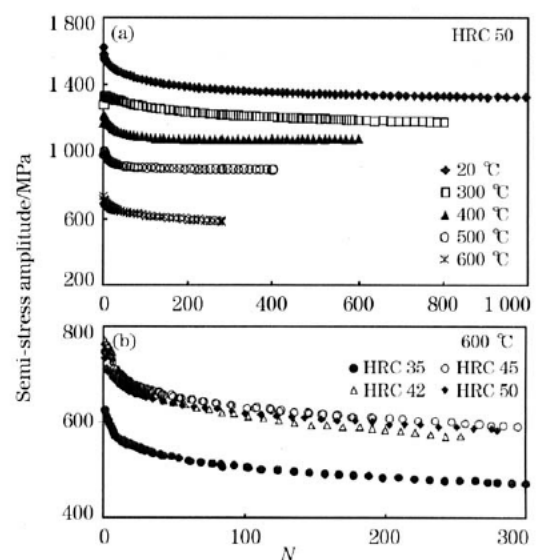 Semi-stress amplitude/MPa
(a)
HRC 50
1 800
1 400
1 000
600
200
◆ 20 ℃
□ 300 ℃
▲ 400 ℃
○ 500 ℃
✳ 600 ℃
0 200 400 600 800 1 000
(b)
600 ℃
● HRC 35 ○ HRC 45
△ HRC 42 ◆ HRC 50
800
600
400
0 100 200 300
N